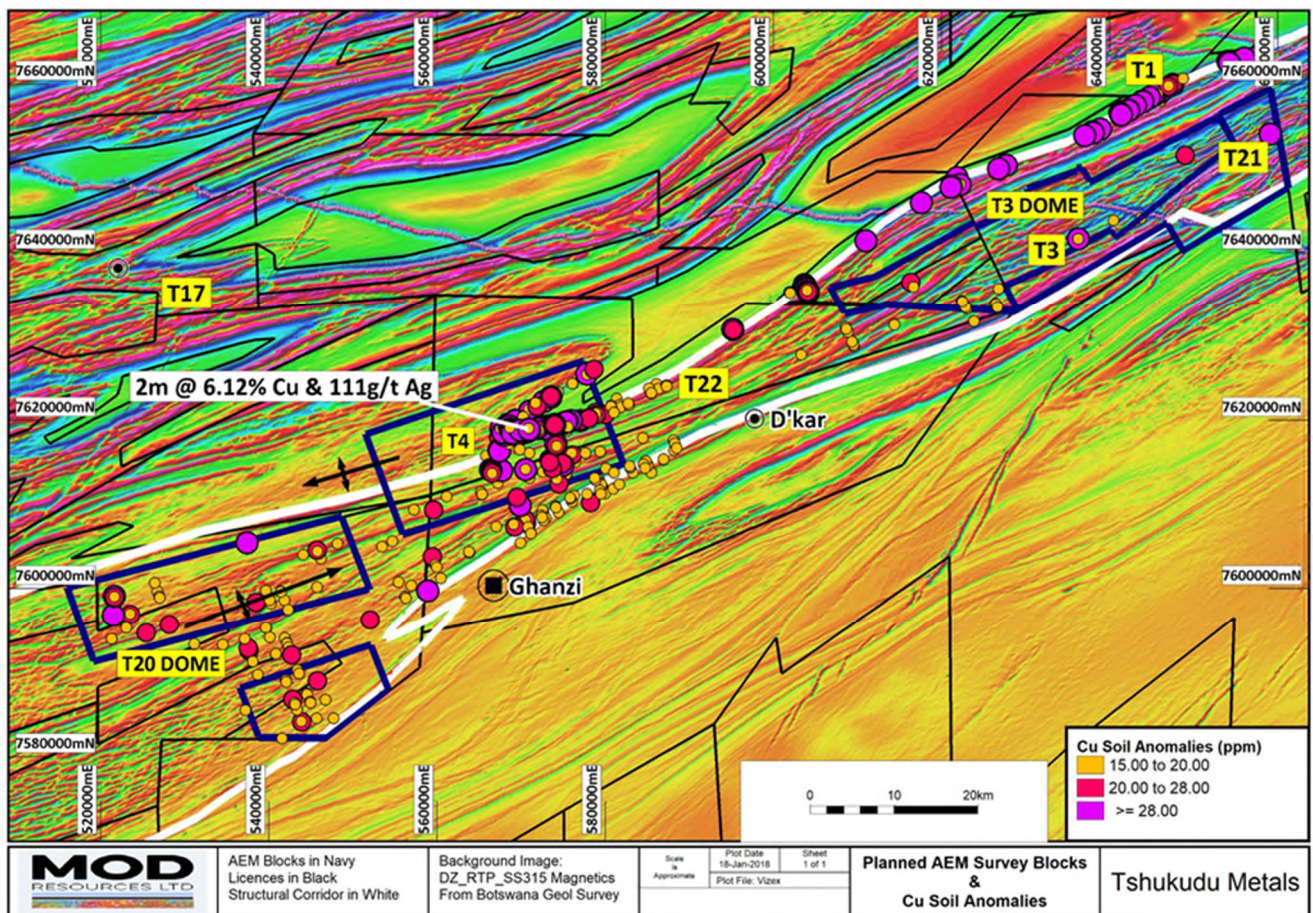 520000mE
540000mE
560000mE
580000mE
600000mE
620000mE
640000mE
7660000mN
7660000mN
T1
T21
T3 DOME
T3
7640000mN
7640000mN
T17
2m @ 6.12% Cu & 111g/t Ag
T22
7620000mN
7620000mN
D'kar
T4
7600000mN
7600000mN
Ghanzi
T20 DOME
7580000mN
520000mE
540000mE
560000mE
580000mE
0 10 20km
Cu Soil Anomalies (ppm)
15.00 to 20.00
20.00 to 28.00
>= 28.00
MOD
RESOURCES LTD
AEM Blocks in Navy
Licences in Black
Structural Corridor in White
Background Image:
DZ_RTP_SS315 Magnetics
From Botswana Geol Survey
Scale
is
Approximate
Plot Date
18-Jan-2018
Sheet
1 of 1
Plot File: Vizex
Planned AEM Survey Blocks
&
Cu Soil Anomalies
Tshukudu Metals